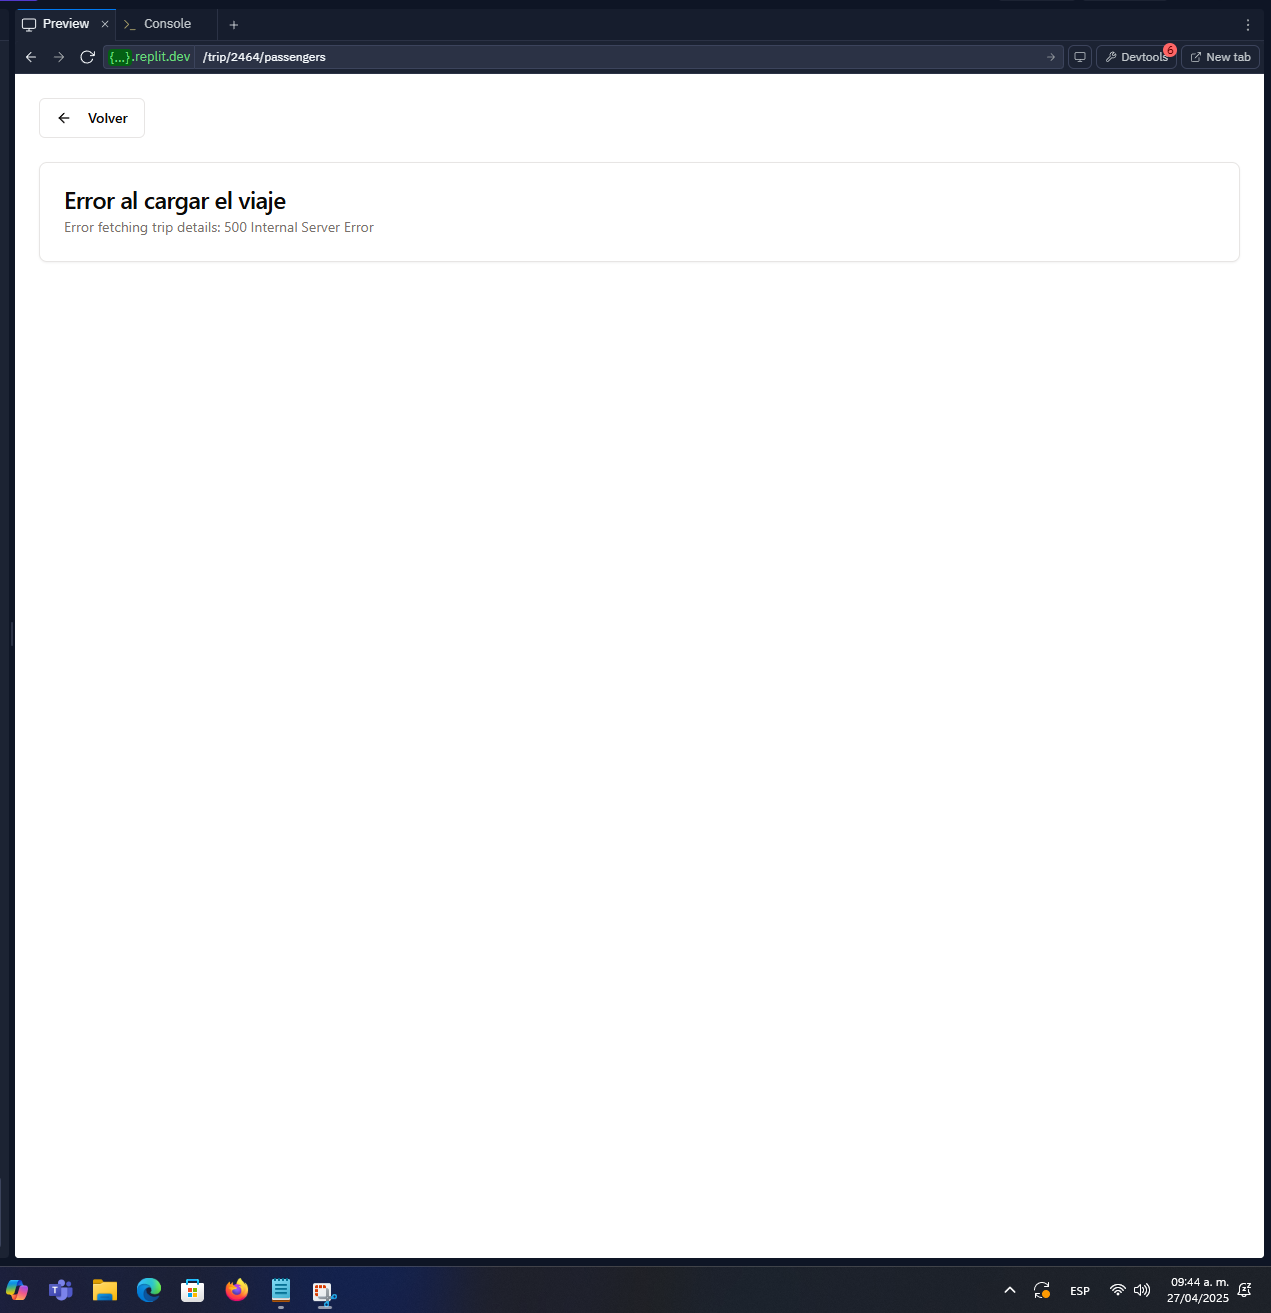 Preview
Console
{...}.replit.dev
/trip/2464/passengers
Devtools
6
New tab
Volver
Error al cargar el viaje
Error fetching trip details: 500 Internal Server Error
ESP
09:44 a. m.
27/04/2025